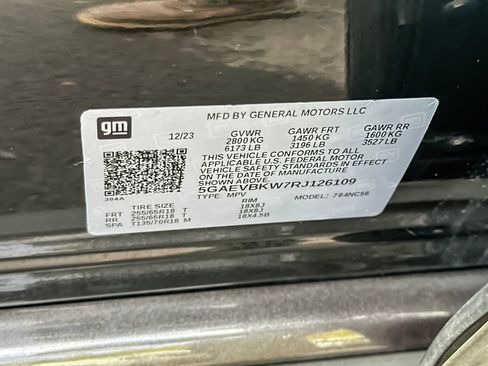 MFD BY GENERAL MOTORS LLC
gm
12/23 GVWR GAWR FRT GAWR RR
2800 KG 1450 KG 1600 KG
6173 LB 3196 LB 3527 LB
THIS VEHICLE CONFORMS TO ALL
APPLICABLE U.S. FEDERAL MOTOR
VEHICLE SAFETY STANDARDS IN EFFECT
ON THE DATE OF MANUFACTURE SHOWN ABOVE.
5GAEVBKW7RJ126109
384A
TYPE: MPV MODEL: 794NC56
TIRE SIZE RIM
FRT 255/65R18 T 18X8J
RR 255/65R18 T 18X8J
SPA T135/70R18 M 18X4.5B